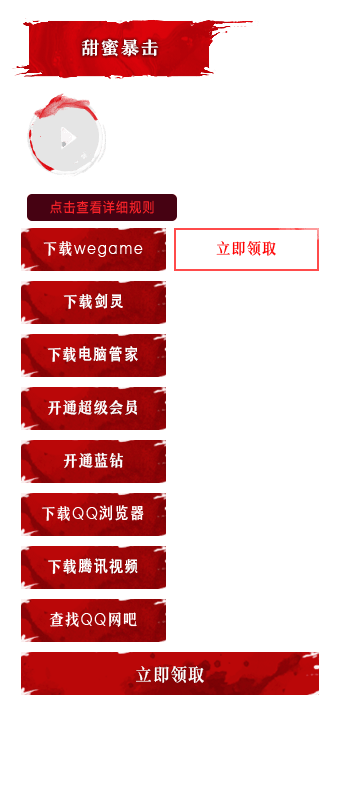 甜蜜暴击
点击查看详细规则
下载wegame
立即领取
下载剑灵
下载电脑管家
开通超级会员
开通蓝钻
下载QQ浏览器
下载腾讯视频
查找QQ网吧
立即领取